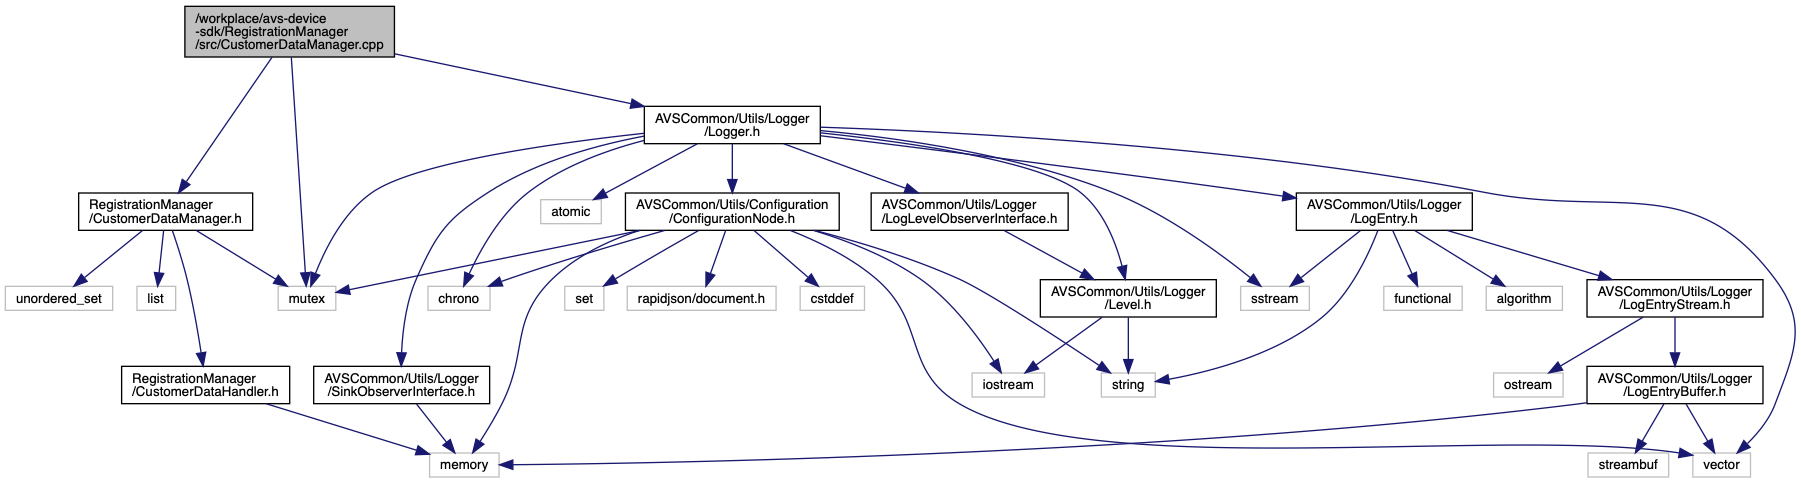 /workplace/avs-device
-sdk/RegistrationManager
/src/CustomerDataManager.cpp
AVSCommon/Utils/Logger
/Logger.h
RegistrationManager
/CustomerDataManager.h
atomic
AVSCommon/Utils/Configuration
/ConfigurationNode.h
AVSCommon/Utils/Logger
/LogLevelObserverInterface.h
AVSCommon/Utils/Logger
/LogEntry.h
unordered_set
list
mutex
chrono
set
rapidjson/document.h
cstddef
AVSCommon/Utils/Logger
/Level.h
sstream
functional
algorithm
AVSCommon/Utils/Logger
/LogEntryStream.h
RegistrationManager
/CustomerDataHandler.h
AVSCommon/Utils/Logger
/SinkObserverInterface.h
iostream
string
ostream
AVSCommon/Utils/Logger
/LogEntryBuffer.h
memory
streambuf
vector